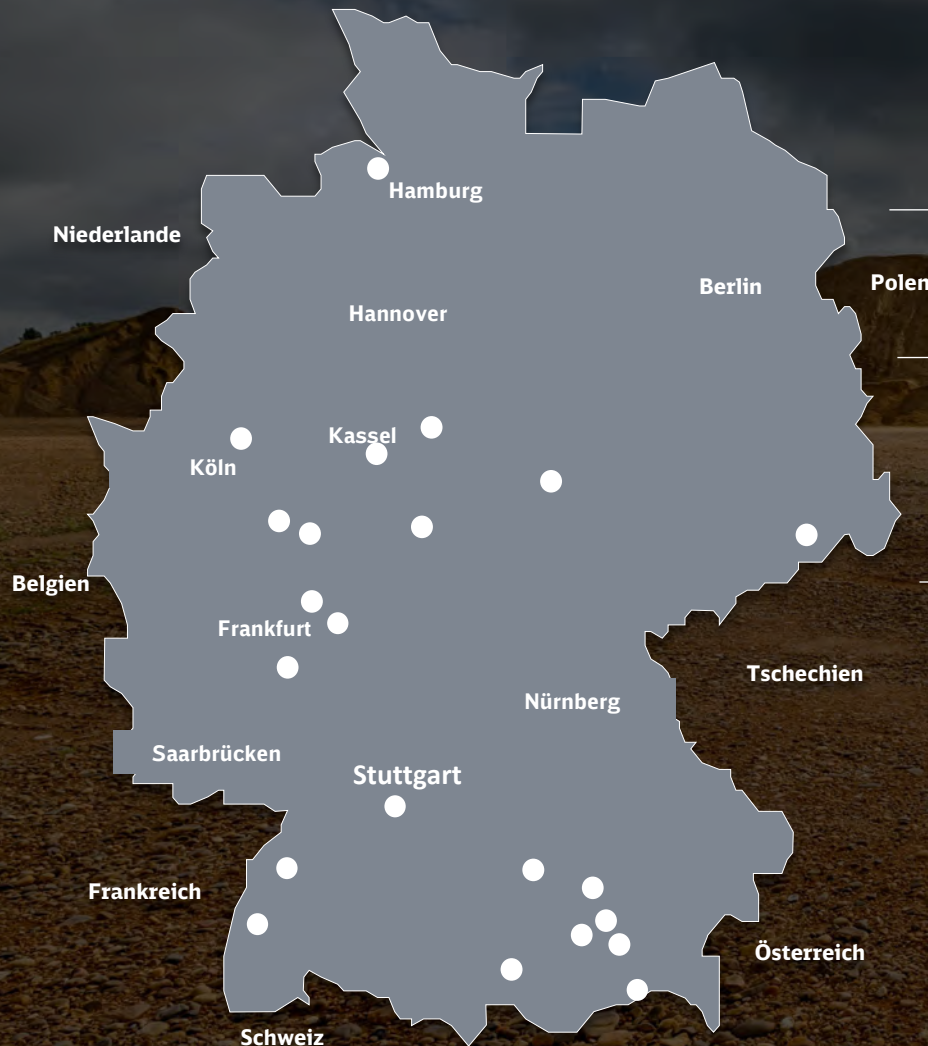 Hamburg
Niederlande
Berlin
Polen
Hannover
Kassel
Köln
Belgien
Frankfurt
Tschechien
Nürnberg
Saarbrücken
Stuttgart
Frankreich
Österreich
Schweiz